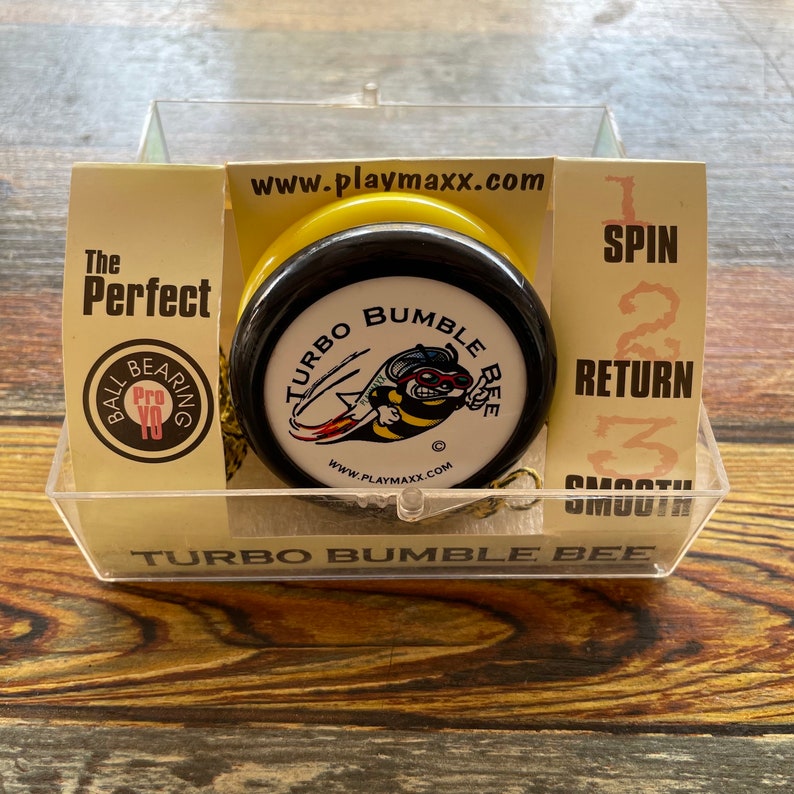 www.playmaxx.com
The
Perfect
BALL BEARING
Pro
YO
TURBO BUMBLE BEE
PLAYMAXX
©
www.playmaxx.com
1
SPIN
2
RETURN
3
SMOOTH
TURBO BUMBLE BEE